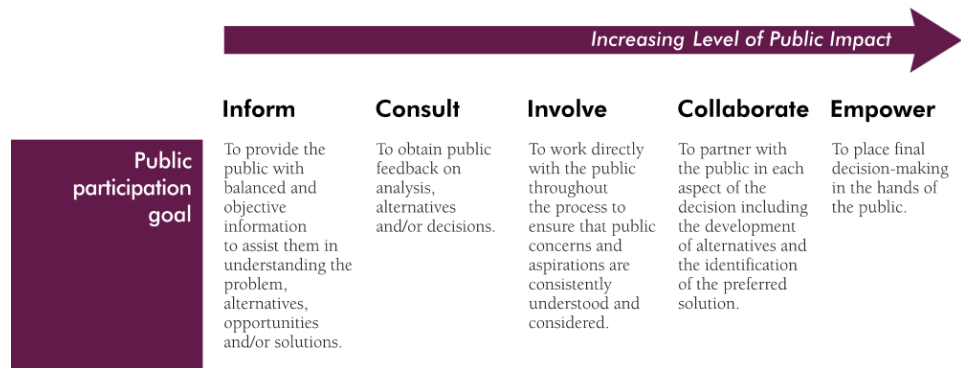 Increasing Level of Public Impact
Inform
Consult
Involve
Collaborate
Empower
Public
participation
goal
To provide the
public with
balanced and
objective
information
to assist them in
understanding the
problem,
alternatives,
opportunities
and/or solutions.
To obtain public
feedback on
analysis,
alternatives
and/or decisions.
To work directly
with the public
throughout
the process to
ensure that public
concerns and
aspirations are
consistently
understood and
considered.
To partner with
the public in each
aspect of the
decision including
the development
of alternatives and
the identification
of the preferred
solution.
To place final
decision-making
in the hands of
the public.